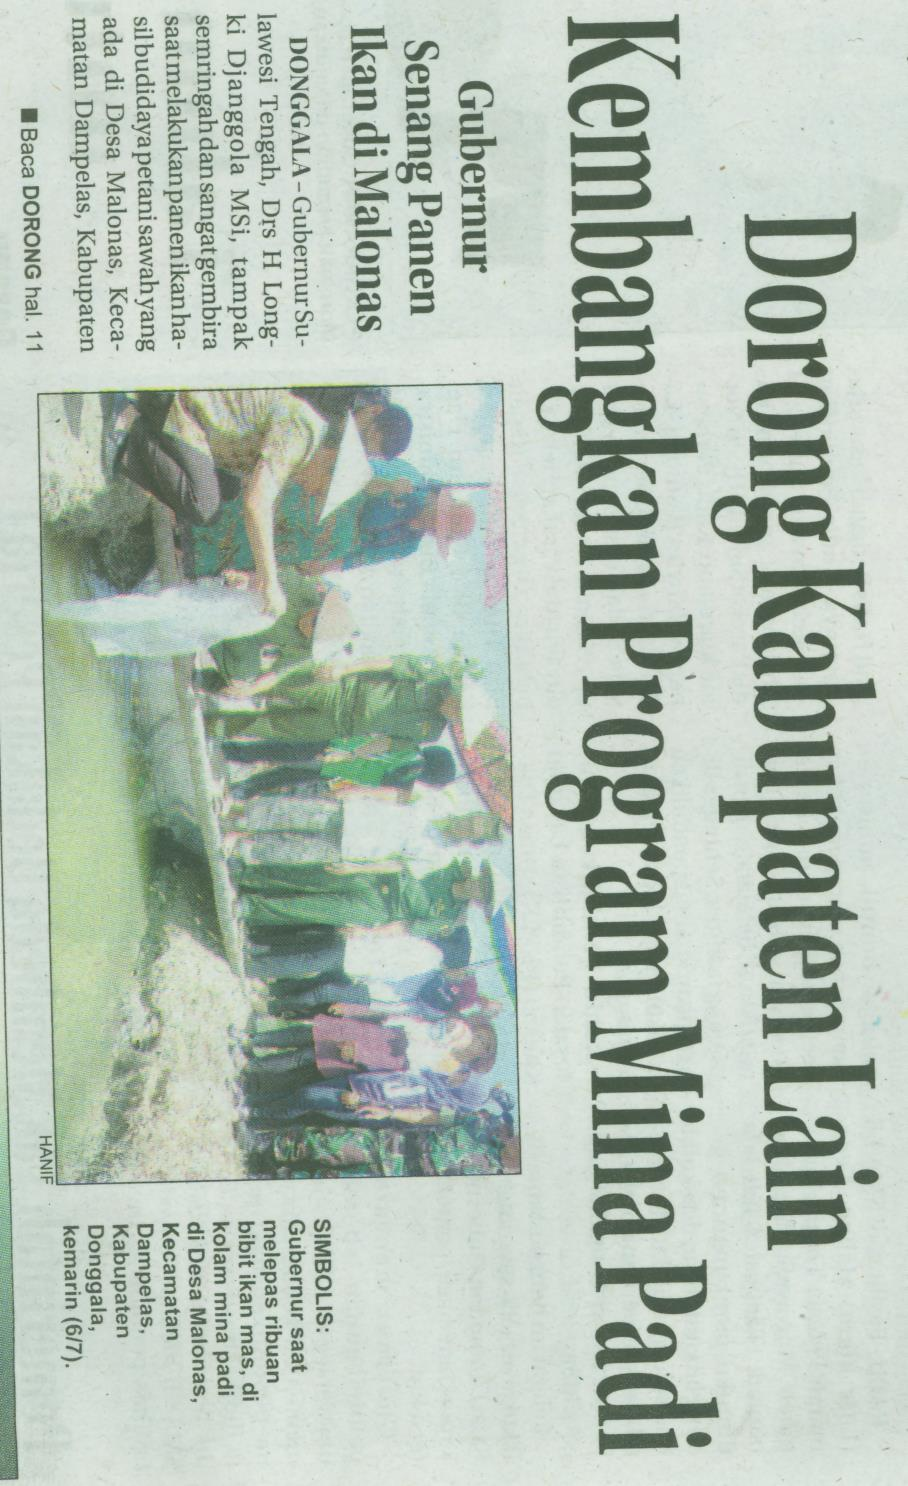 Dorong Kabupaten Lain
Kembangkan Program Mina Padi
Gubernur
Senang Panen
Ikan di Malonas
DONGGALA – Gubernur Su-
lawesi Tengah, Drs H Long-
ki Djanggola MSi, tampak
semringah dan sangat gembira
saat melakukan panen ikan ha-
sil budidaya petani sawah yang
ada di Desa Malonas, Keca-
matan Dampelas, Kabupaten
■ Baca DORONG hal. 11
HANIF
SIMBOLIS:
Gubernur saat
melepas ribuan
bibit ikan mas, di
kolam mina padi
di Desa Malonas,
Kecamatan
Dampelas,
Kabupaten
Donggala,
kemarin (6/7).